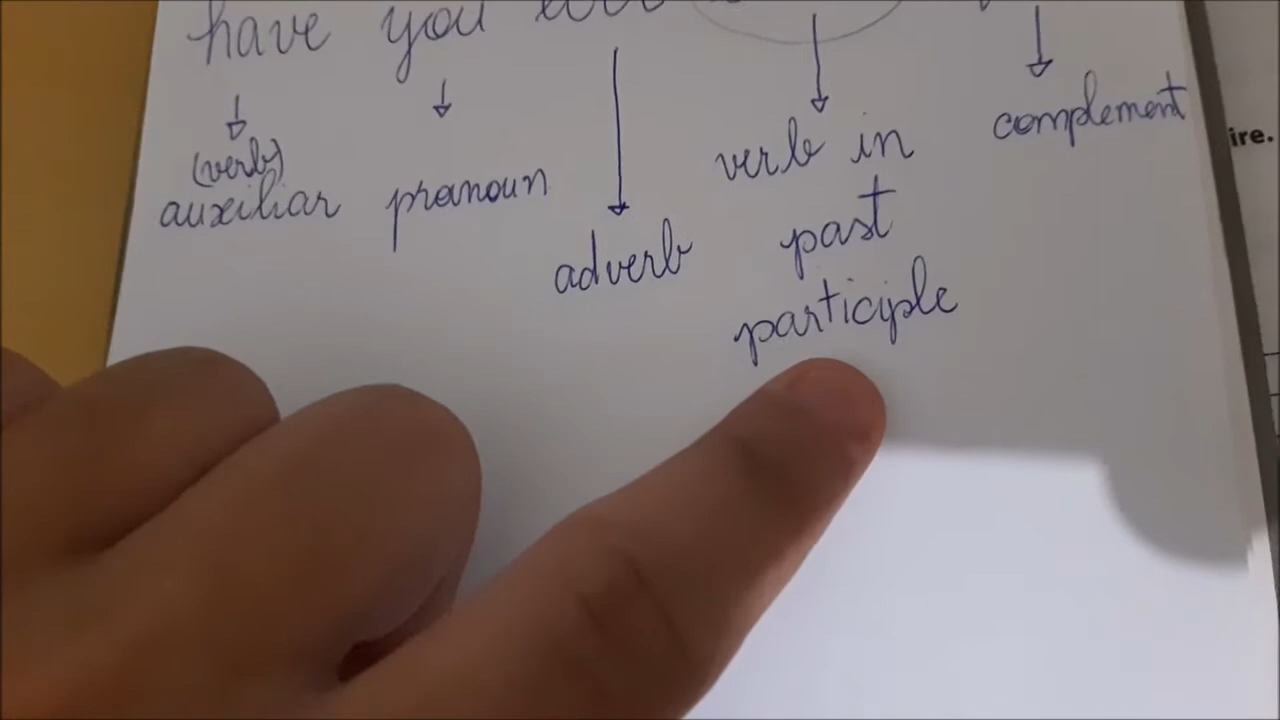 have you
(verb)
auxiliar
pronoun
adverb
verb in
past
participle
complement
ire.